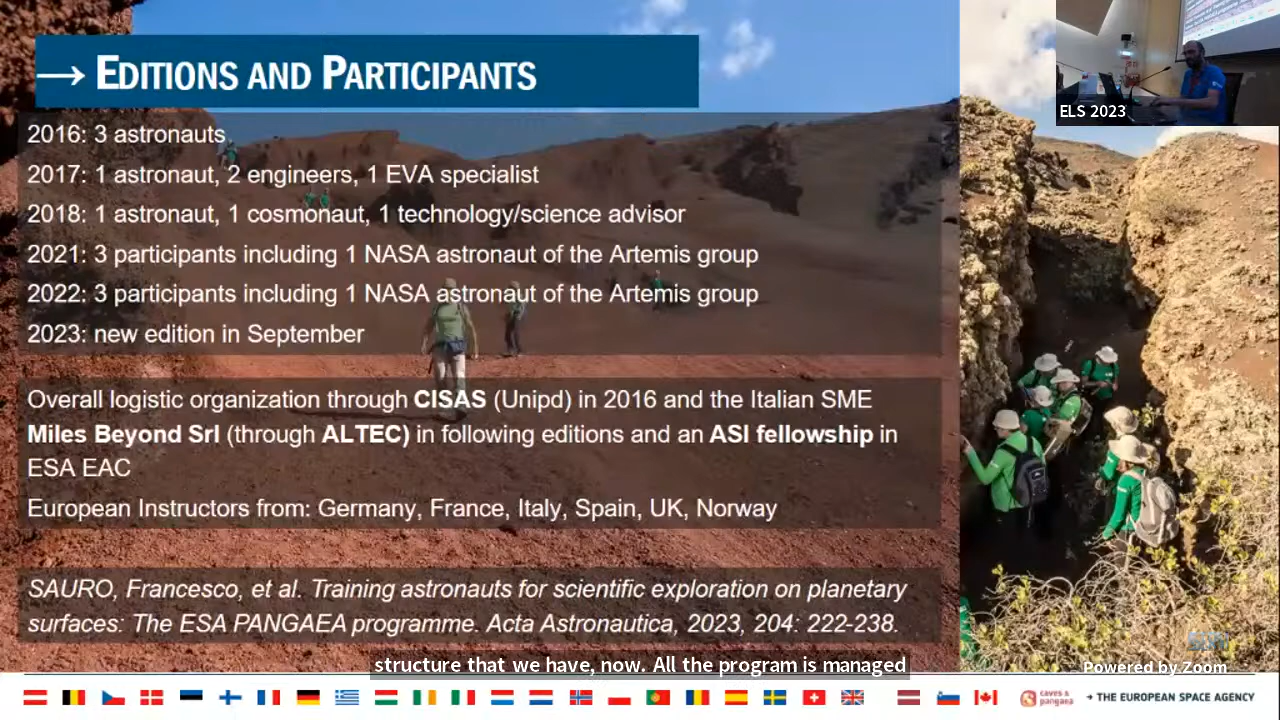 → EDITIONS AND PARTICIPANTS
ELS 2023
2016: 3 astronauts
2017: 1 astronaut, 2 engineers, 1 EVA specialist
2018: 1 astronaut, 1 cosmonaut, 1 technology/science advisor
2021: 3 participants including 1 NASA astronaut of the Artemis group
2022: 3 participants including 1 NASA astronaut of the Artemis group
2023: new edition in September
Overall logistic organization through CISAS (Unipd) in 2016 and the Italian SME
Miles Beyond Srl (through ALTEC) in following editions and an ASI fellowship in
ESA EAC
European Instructors from: Germany, France, Italy, Spain, UK, Norway
SAURO, Francesco, et al. Training astronauts for scientific exploration on planetary
surfaces: The ESA PANGAEA programme. Acta Astronautica, 2023, 204: 222-238.
structure that we have, now. All the program is managed
Powered by Zoom
caves &
pangaea
→ THE EUROPEAN SPACE AGENCY